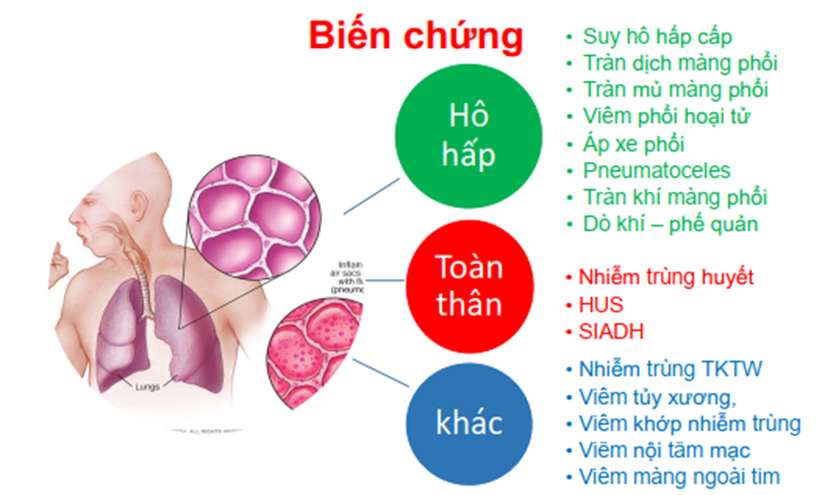 Biến chứng
Hô
hấp
• Suy hô hấp cấp
• Tràn dịch màng phổi
• Tràn mủ màng phổi
• Viêm phổi hoại tử
• Áp xe phổi
• Pneumatoceles
• Tràn khí màng phổi
• Dò khí – phế quản
Toàn
thân
• Nhiễm trùng huyết
• HUS
• SIADH
khác
• Nhiễm trùng TKTW
• Viêm tủy xương,
• Viêm khớp nhiễm trùng
• Viêm nội tâm mạc
• Viêm màng ngoài tim
Inflam
air sacs
with fl
(pneumo
Lungs
ALL RIGHTS